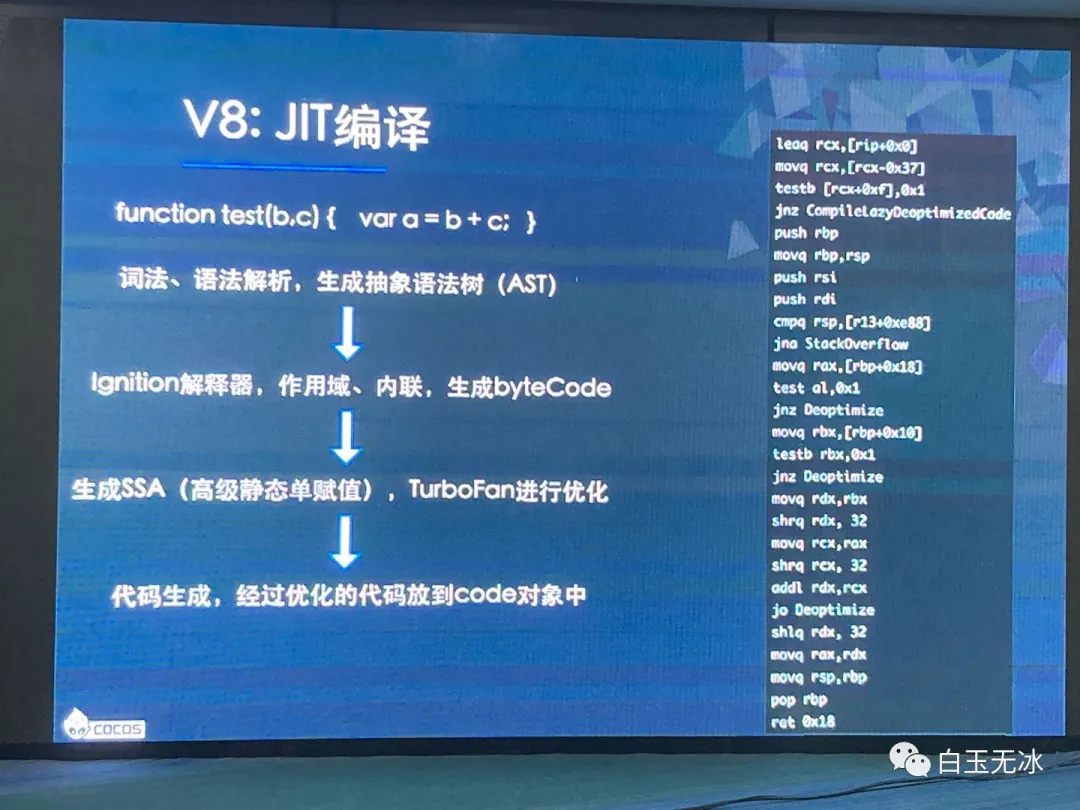 V8: JIT编译
function test(b,c) { var a = b + c; }
词法、语法解析，生成抽象语法树（AST）
Ignition解释器，作用域、内联，生成byteCode
生成SSA（高级静态单赋值），TurboFan进行优化
代码生成，经过优化的代码放到code对象中
COCOS
leaq rcx,[rip+0x0]
movq rcx,[rcx-0x37]
testb [rcx+0xf],0x1
jnz CompileLazyDeoptimizedCode
push rbp
movq rbp,rsp
push rsi
push rdi
cmpq rsp,[r13+0xe88]
jna StackOverflow
movq rax,[rbp+0x18]
test al,0x1
jnz Deoptimize
movq rbx,[rbp+0x10]
testb rbx,0x1
jnz Deoptimize
movq rdx,rbx
shrq rdx, 32
movq rcx,rax
shrq rcx, 32
addl rdx,rcx
jo Deoptimize
shlq rdx, 32
movq rax,rdx
movq rsp,rbp
pop rbp
ret 0x18
白玉无冰